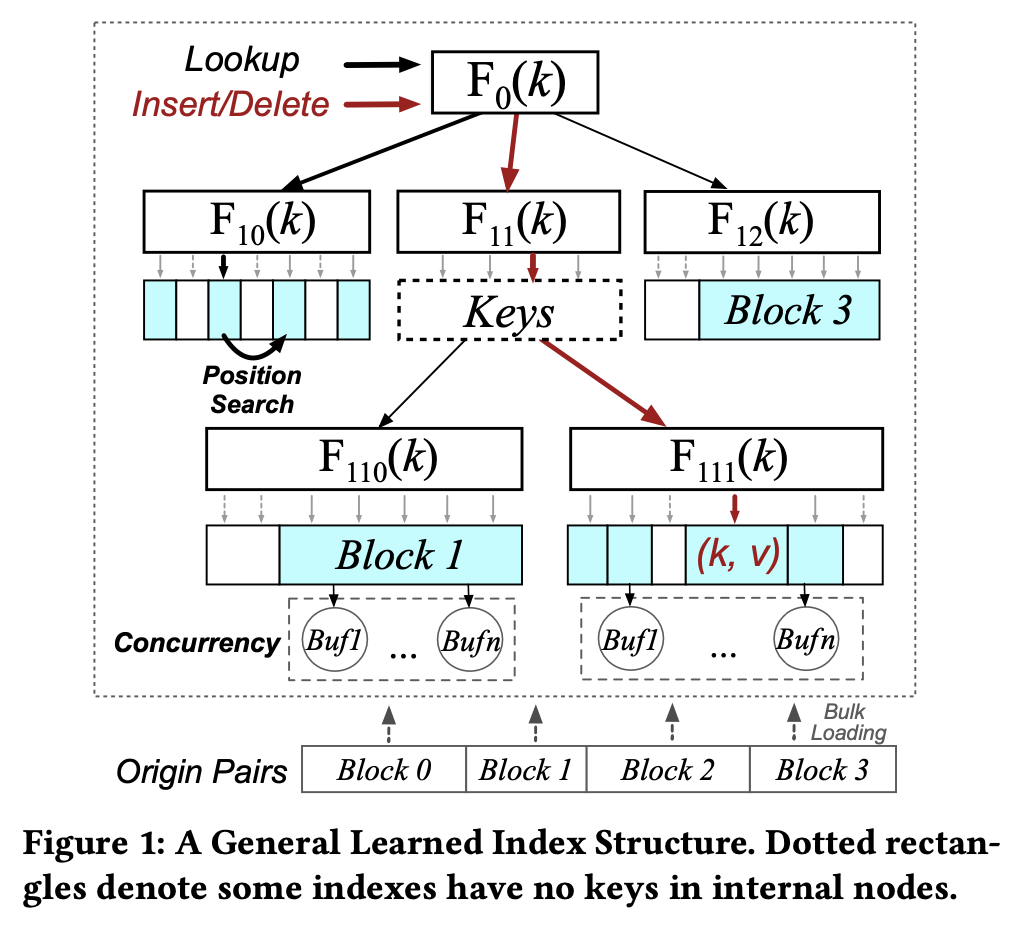 Lookup
Insert/Delete
F0(k)
F10(k) F11(k) F12(k)
Keys
Block 3
Position
Search
F110(k) F111(k)
Block 1
(k, v)
Concurrency
Buf1 ... Bufn
Buf1 ... Bufn
Bulk
Loading
Origin Pairs
Block 0 Block 1 Block 2 Block 3
Figure 1: A General Learned Index Structure. Dotted rectan-
gles denote some indexes have no keys in internal nodes.